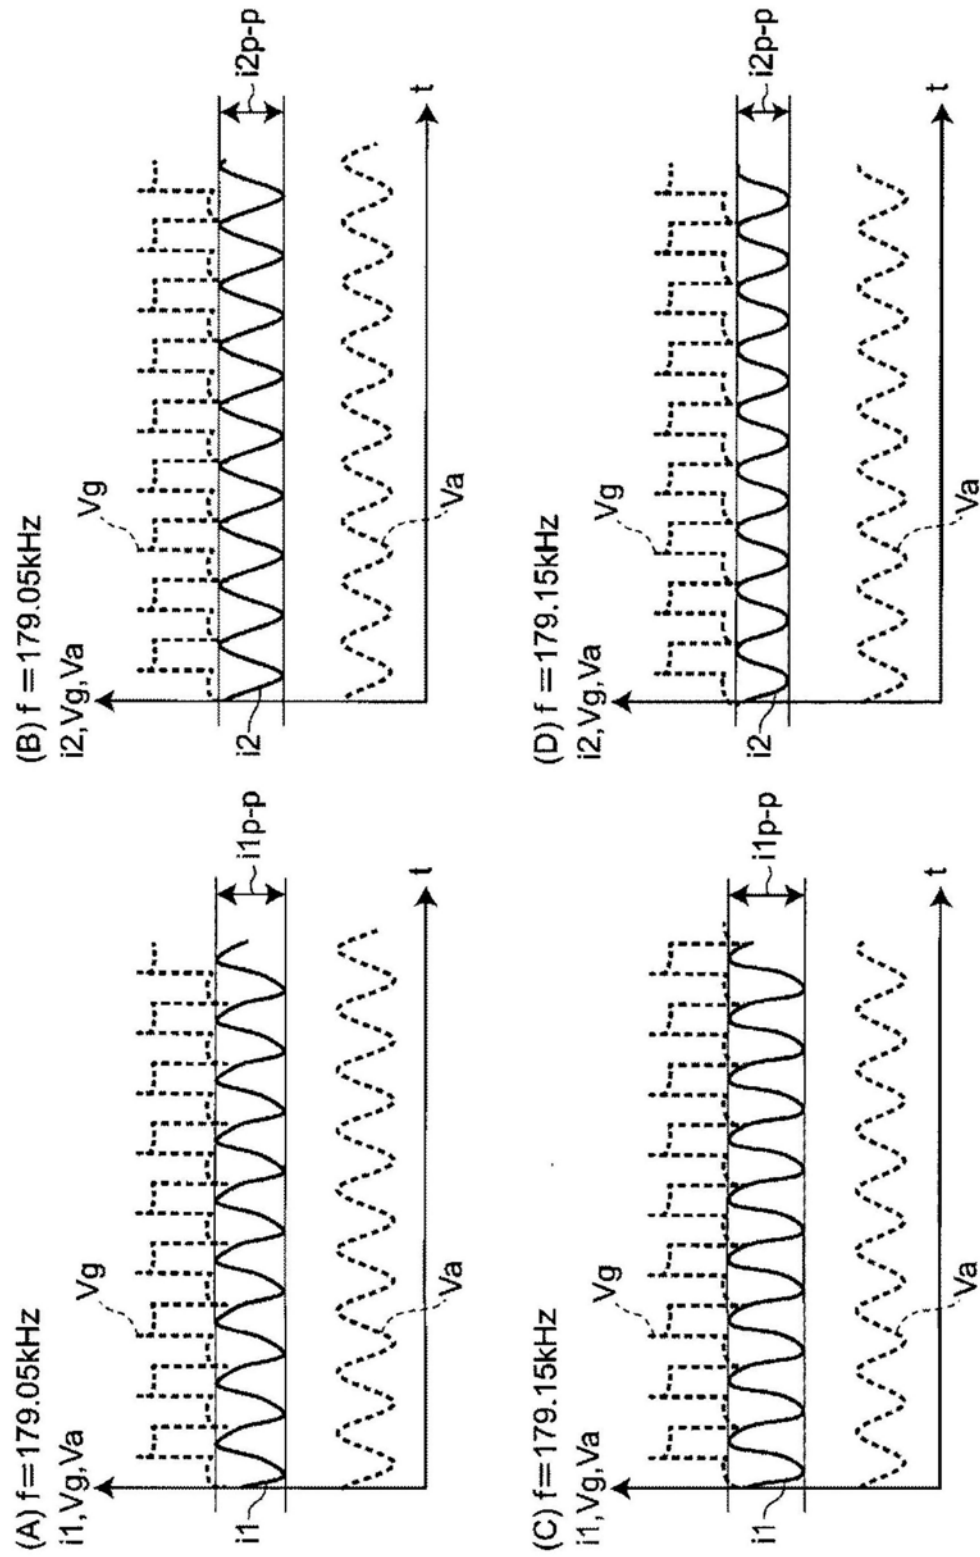 (A) f=179.05kHz
i1,Vg,Va
Vg
i1
i1p-p
t
Va
(B) f=179.05kHz
i2,Vg,Va
Vg
i2
i2p-p
t
Va
(C) f=179.15kHz
i1,Vg,Va
Vg
i1
i1p-p
t
Va
(D) f=179.15kHz
i2,Vg,Va
Vg
i2
i2p-p
t
Va